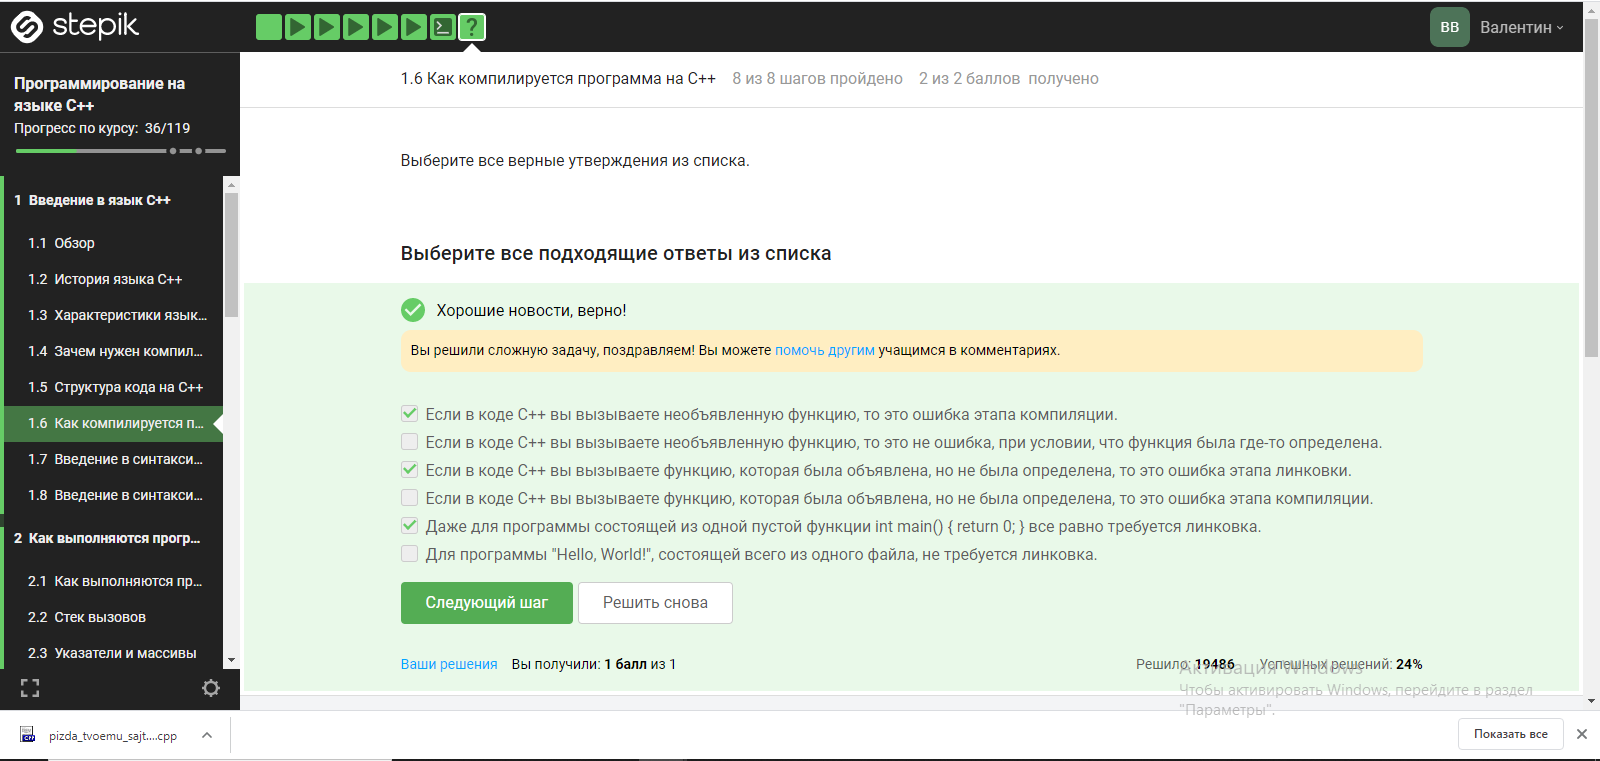 stepik
ВВ Валентин
Программирование на
языке C++
Прогресс по курсу: 36/119
1 Введение в язык C++
1.1 Обзор
1.2 История языка C++
1.3 Характеристики язык...
1.4 Зачем нужен компил...
1.5 Структура кода на C++
1.6 Как компилируется п...
1.7 Введение в синтакси...
1.8 Введение в синтакси...
2 Как выполняются прогр...
2.1 Как выполняются пр...
2.2 Стек вызовов
2.3 Указатели и массивы
1.6 Как компилируется программа на C++ 8 из 8 шагов пройдено 2 из 2 баллов получено
Выберите все верные утверждения из списка.
Выберите все подходящие ответы из списка
Хорошие новости, верно!
Вы решили сложную задачу, поздравляем! Вы можете помочь другим учащимся в комментариях.
Если в коде C++ вы вызываете необъявленную функцию, то это ошибка этапа компиляции.
Если в коде C++ вы вызываете необъявленную функцию, то это не ошибка, при условии, что функция была где-то определена.
Если в коде C++ вы вызываете функцию, которая была объявлена, но не была определена, то это ошибка этапа линковки.
Если в коде C++ вы вызываете функцию, которая была объявлена, но не была определена, то это ошибка этапа компиляции.
Даже для программы состоящей из одной пустой функции int main() { return 0; } все равно требуется линковка.
Для программы "Hello, World!", состоящей всего из одного файла, не требуется линковка.
Следующий шаг Решить снова
Ваши решения Вы получили: 1 балл из 1 Решило: 19486 Успешных решений: 24%
Активация Windows
Чтобы активировать Windows, перейдите в раздел
"Параметры".
pizda_tvoemu_sajt....cpp Показать все